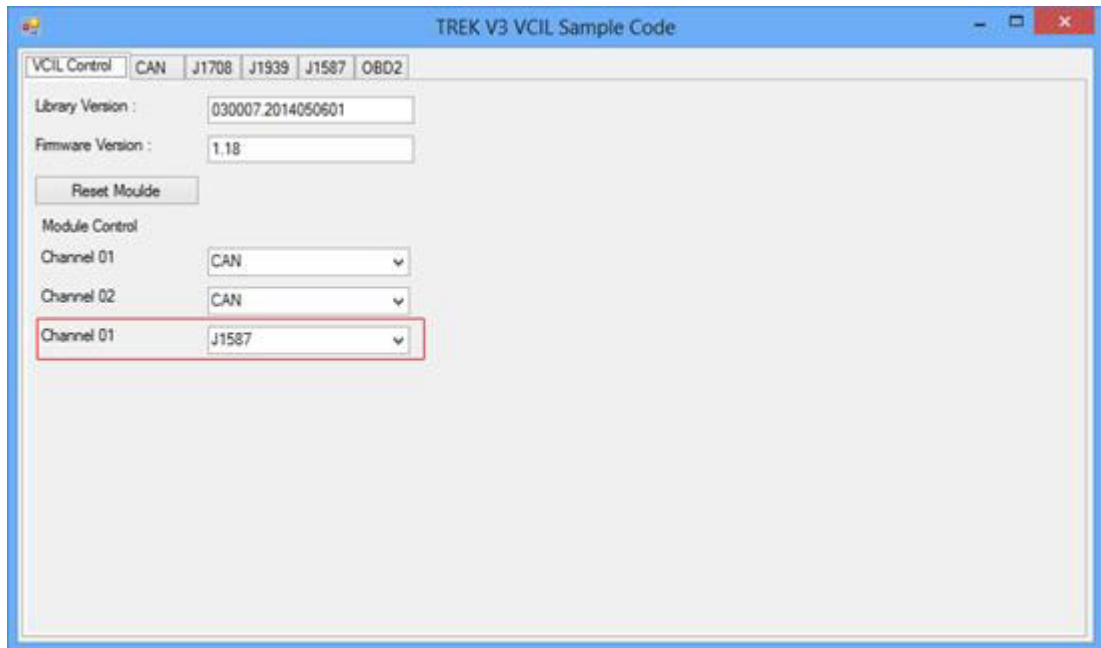 TREK V3 VCIL Sample Code
VCIL Control CAN J1708 J1939 J1587 OBD2
Library Version : 030007.2014050601
Firmware Version : 1.18
Reset Moulde
Module Control
Channel 01 CAN
Channel 02 CAN
Channel 01 J1587